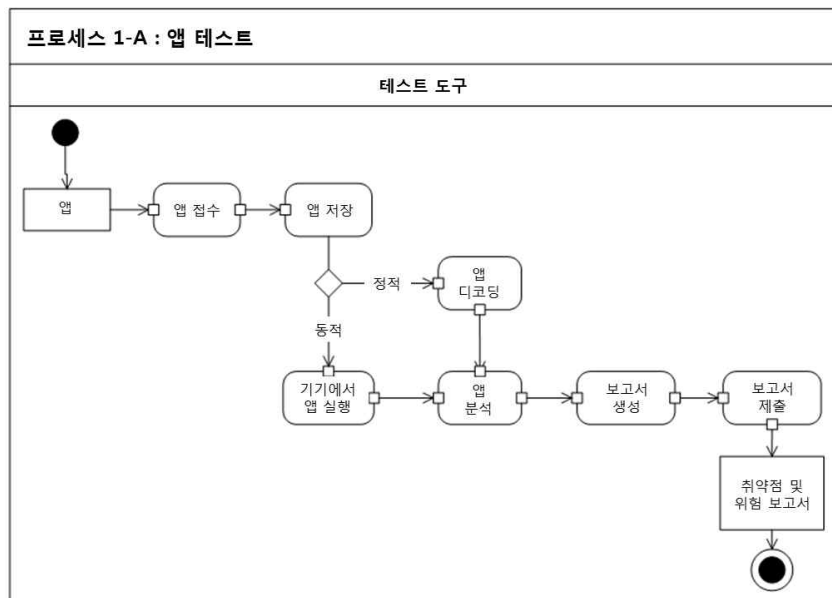 프로세스 1-A : 앱 테스트
테스트 도구
앱
앱 접수
앱 저장
정적
앱
디코딩
동적
기기에서
앱 실행
앱
분석
보고서
생성
보고서
제출
취약점 및
위험 보고서